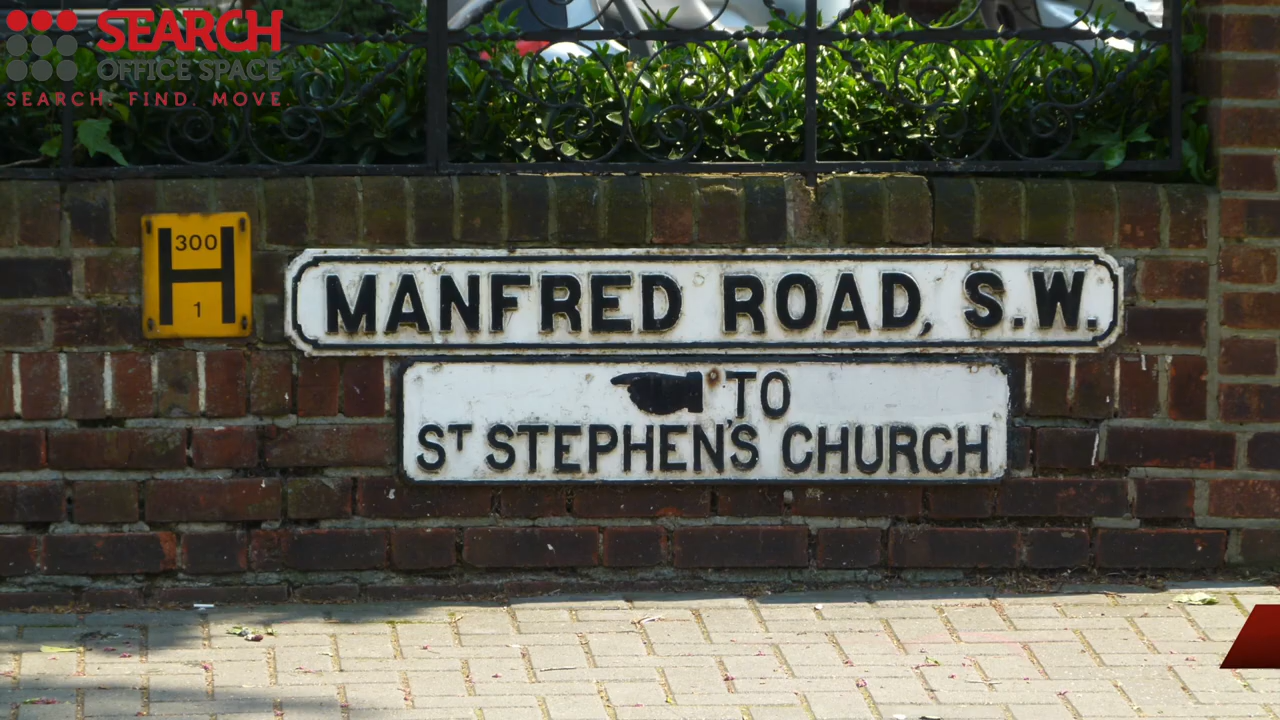 SEARCH
OFFICE SPACE
SEARCH. FIND. MOVE.
300
H
1
MANFRED ROAD, S.W.
TO
ST STEPHEN'S CHURCH